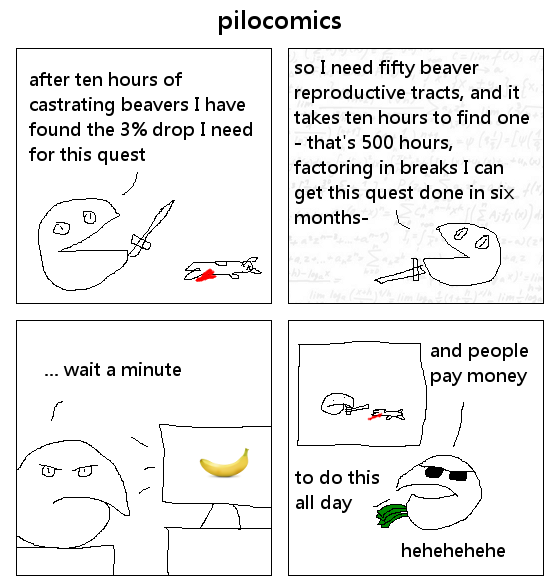 pilocomics
after ten hours of
castrating beavers I have
found the 3% drop I need
for this quest
so I need fifty beaver
reproductive tracts, and it
takes ten hours to find one
- that's 500 hours,
factoring in breaks I can
get this quest done in six
months-
... wait a minute
and people
pay money
to do this
all day
hehehehehe